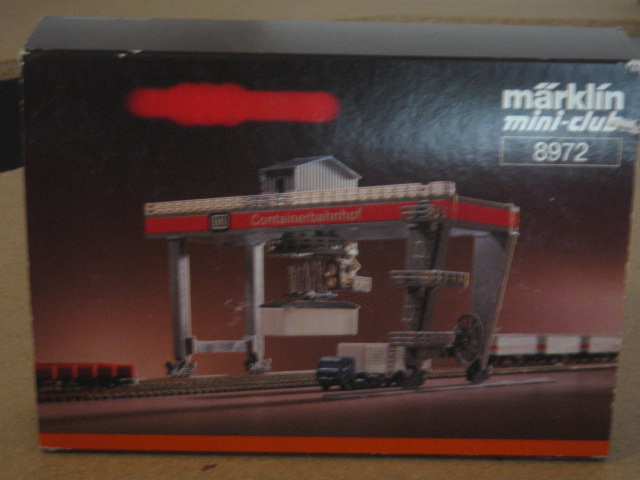 märklin
mini-club
8972
DB
Containerbahnhof